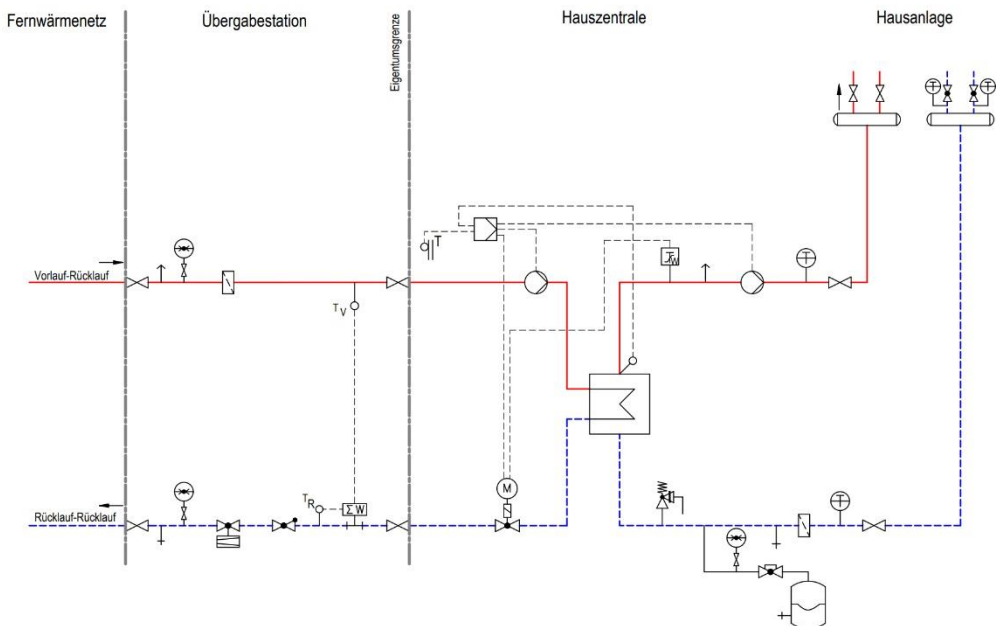 Fernwärmenetz
Übergabestation
Hauszentrale
Hausanlage
Eigentumsgrenze
T
Vorlauf-Rücklauf
T V
T W
M
T R
Σ W
Rücklauf-Rücklauf